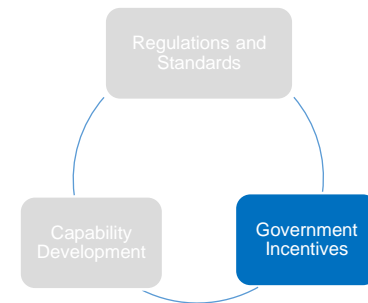 Regulations and
Standards
Capability
Development
Government
Incentives